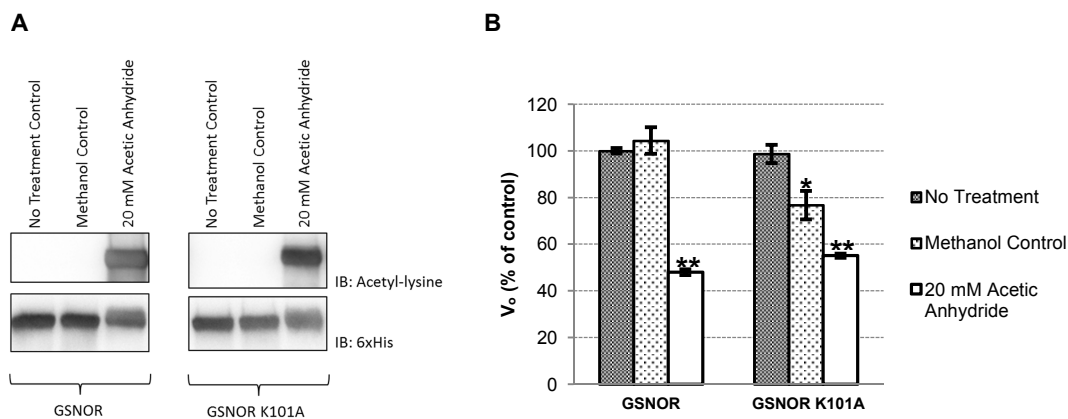 A
No Treatment Control
Methanol Control
20 mM Acetic Anhydride
No Treatment Control
Methanol Control
20 mM Acetic Anhydride
IB: Acetyl-lysine
IB: 6xHis
GSNOR
GSNOR K101A
B
120
100
80
60
40
20
0
Vₒ (% of control)
**
*
**
GSNOR
GSNOR K101A
No Treatment
Methanol Control
20 mM Acetic
Anhydride